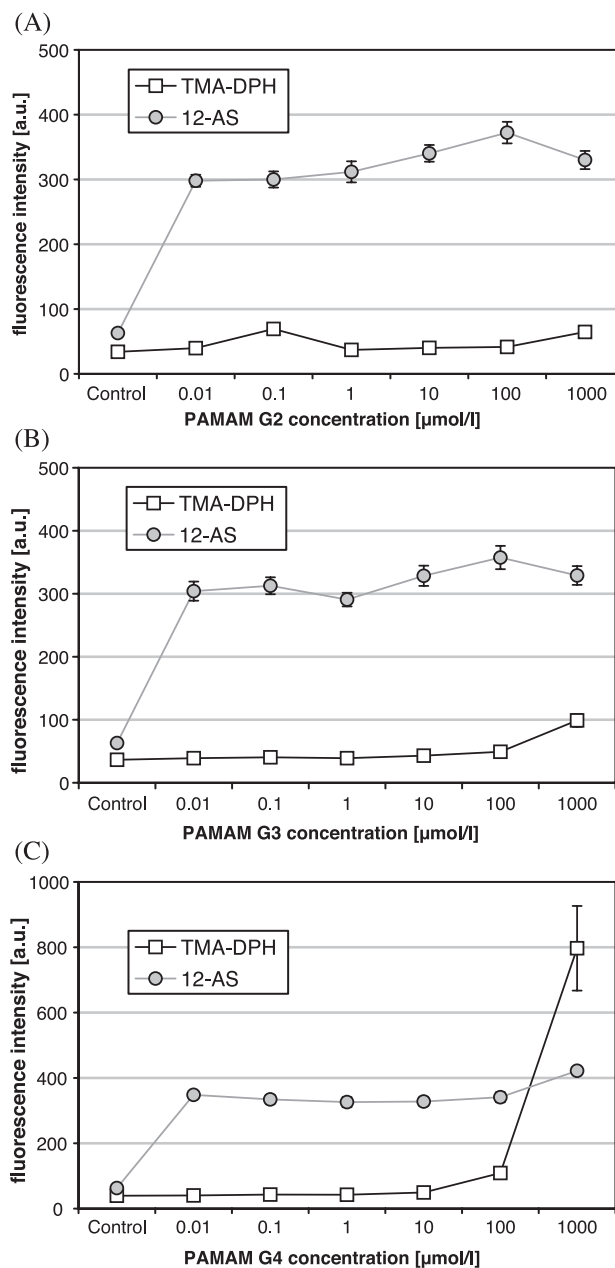 (A)
500
400
300
200
100
0
fluorescence intensity [a.u.]
TMA-DPH
12-AS
Control 0.01 0.1 1 10 100 1000
PAMAM G2 concentration [µmol/l]
(B)
500
400
300
200
100
0
fluorescence intensity [a.u.]
TMA-DPH
12-AS
Control 0.01 0.1 1 10 100 1000
PAMAM G3 concentration [µmol/l]
(C)
1000
800
600
400
200
0
fluorescence intensity [a.u.]
TMA-DPH
12-AS
Control 0.01 0.1 1 10 100 1000
PAMAM G4 concentration [µmol/l]